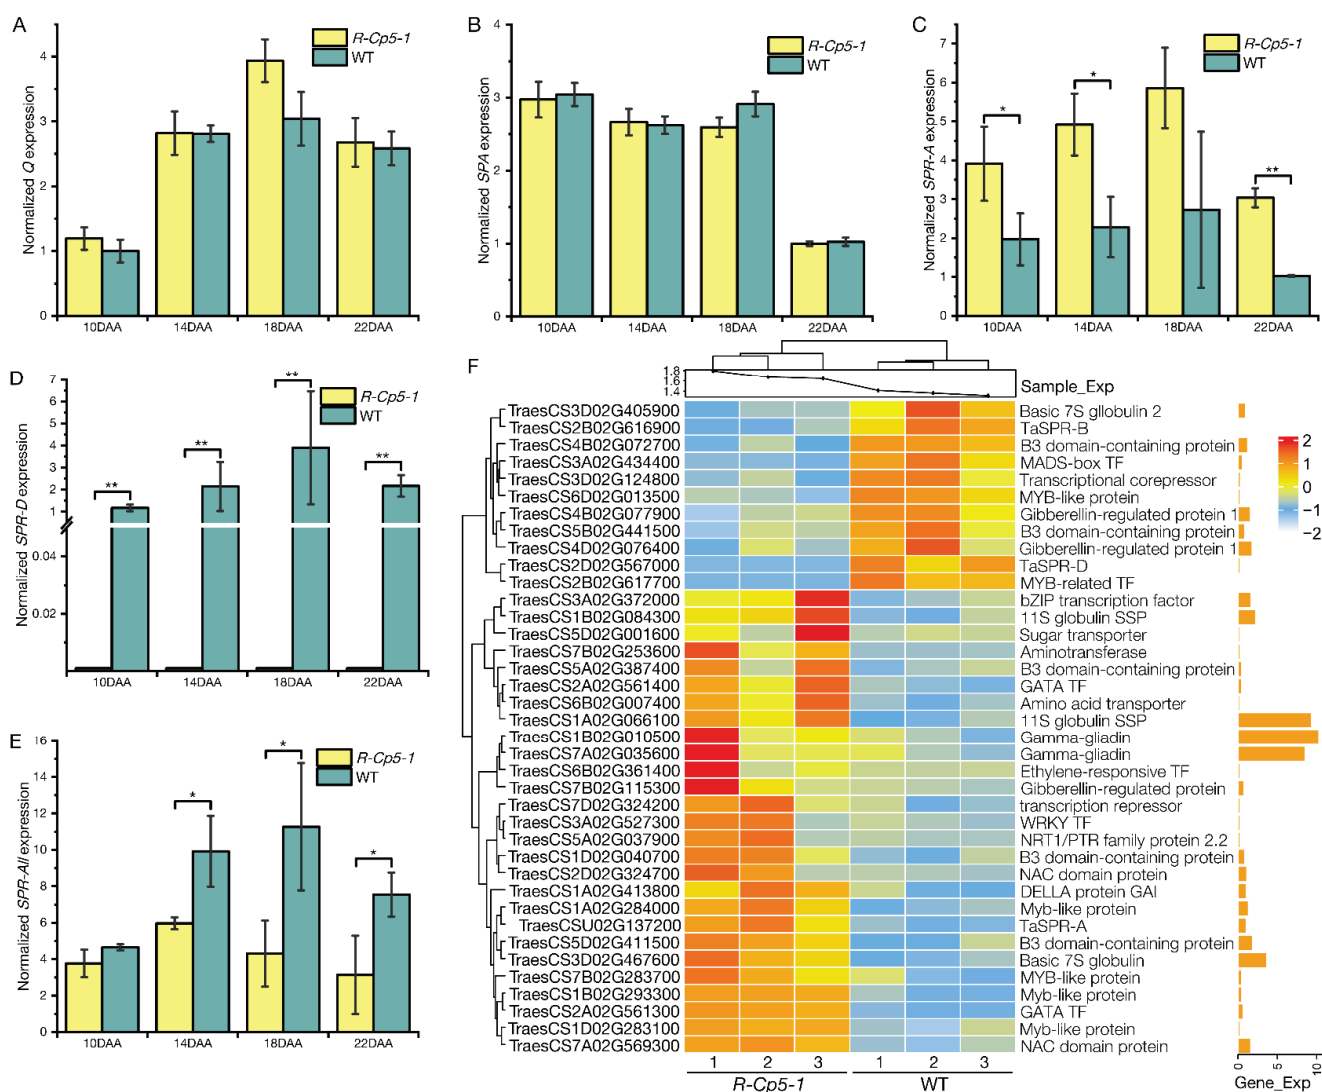 A
Normalized Q expression
4
3
2
1
0
R-Cp5-1
WT
10DAA 14DAA 18DAA 22DAA
B
Normalized SPA expression
4
3
2
1
0
R-Cp5-1
WT
10DAA 14DAA 18DAA 22DAA
C
Normalized SPR-A expression
7
6
5
4
3
2
1
0
R-Cp5-1
WT
* * **
10DAA 14DAA 18DAA 22DAA
D
Normalized SPR-D expression
7
6
5
4
3
2
1
0.04
0.02
R-Cp5-1
WT
** ** ** **
10DAA 14DAA 18DAA 22DAA
E
Normalized SPR-All expression
16
14
12
10
8
6
4
2
0
R-Cp5-1
WT
* * *
10DAA 14DAA 18DAA 22DAA
F
1.8
1.6
1.4
Sample_Exp
TraesCS3D02G405900 Basic 7S gllobulin 2
TraesCS2B02G616900 TaSPR-B
TraesCS4B02G072700 B3 domain-containing protein
TraesCS3A02G434400 MADS-box TF
TraesCS3D02G124800 Transcriptional corepressor
TraesCS6D02G013500 MYB-like protein
TraesCS4B02G077900 Gibberellin-regulated protein 1
TraesCS5B02G441500 B3 domain-containing protein
TraesCS4D02G076400 Gibberellin-regulated protein 1
TraesCS2D02G567000 TaSPR-D
TraesCS2B02G617700 MYB-related TF
TraesCS3A02G372000 bZIP transcription factor
TraesCS1B02G084300 11S globulin SSP
TraesCS5D02G001600 Sugar transporter
TraesCS7B02G253600 Aminotransferase
TraesCS5A02G387400 B3 domain-containing protein
TraesCS2A02G561400 GATA TF
TraesCS6B02G007400 Amino acid transporter
TraesCS1A02G066100 11S globulin SSP
TraesCS1B02G010500 Gamma-gliadin
TraesCS7A02G035600 Gamma-gliadin
TraesCS6B02G361400 Ethylene-responsive TF
TraesCS7B02G115300 Gibberellin-regulated protein
TraesCS7D02G324200 transcription repressor
TraesCS3A02G527300 WRKY TF
TraesCS5A02G037900 NRT1/PTR family protein 2.2
TraesCS1D02G040700 B3 domain-containing protein
TraesCS2D02G324700 NAC domain protein
TraesCS1A02G413800 DELLA protein GAI
TraesCS1A02G284000 Myb-like protein
TraesCSU02G137200 TaSPR-A
TraesCS5D02G411500 B3 domain-containing protein
TraesCS3D02G467600 Basic 7S globulin
TraesCS7B02G283700 MYB-like protein
TraesCS1B02G293300 Myb-like protein
TraesCS2A02G561300 GATA TF
TraesCS1D02G283100 Myb-like protein
TraesCS7A02G569300 NAC domain protein
1 2 3 1 2 3
R-Cp5-1 WT
2
1
0
−1
−2
0 5 10
Gene_Exp